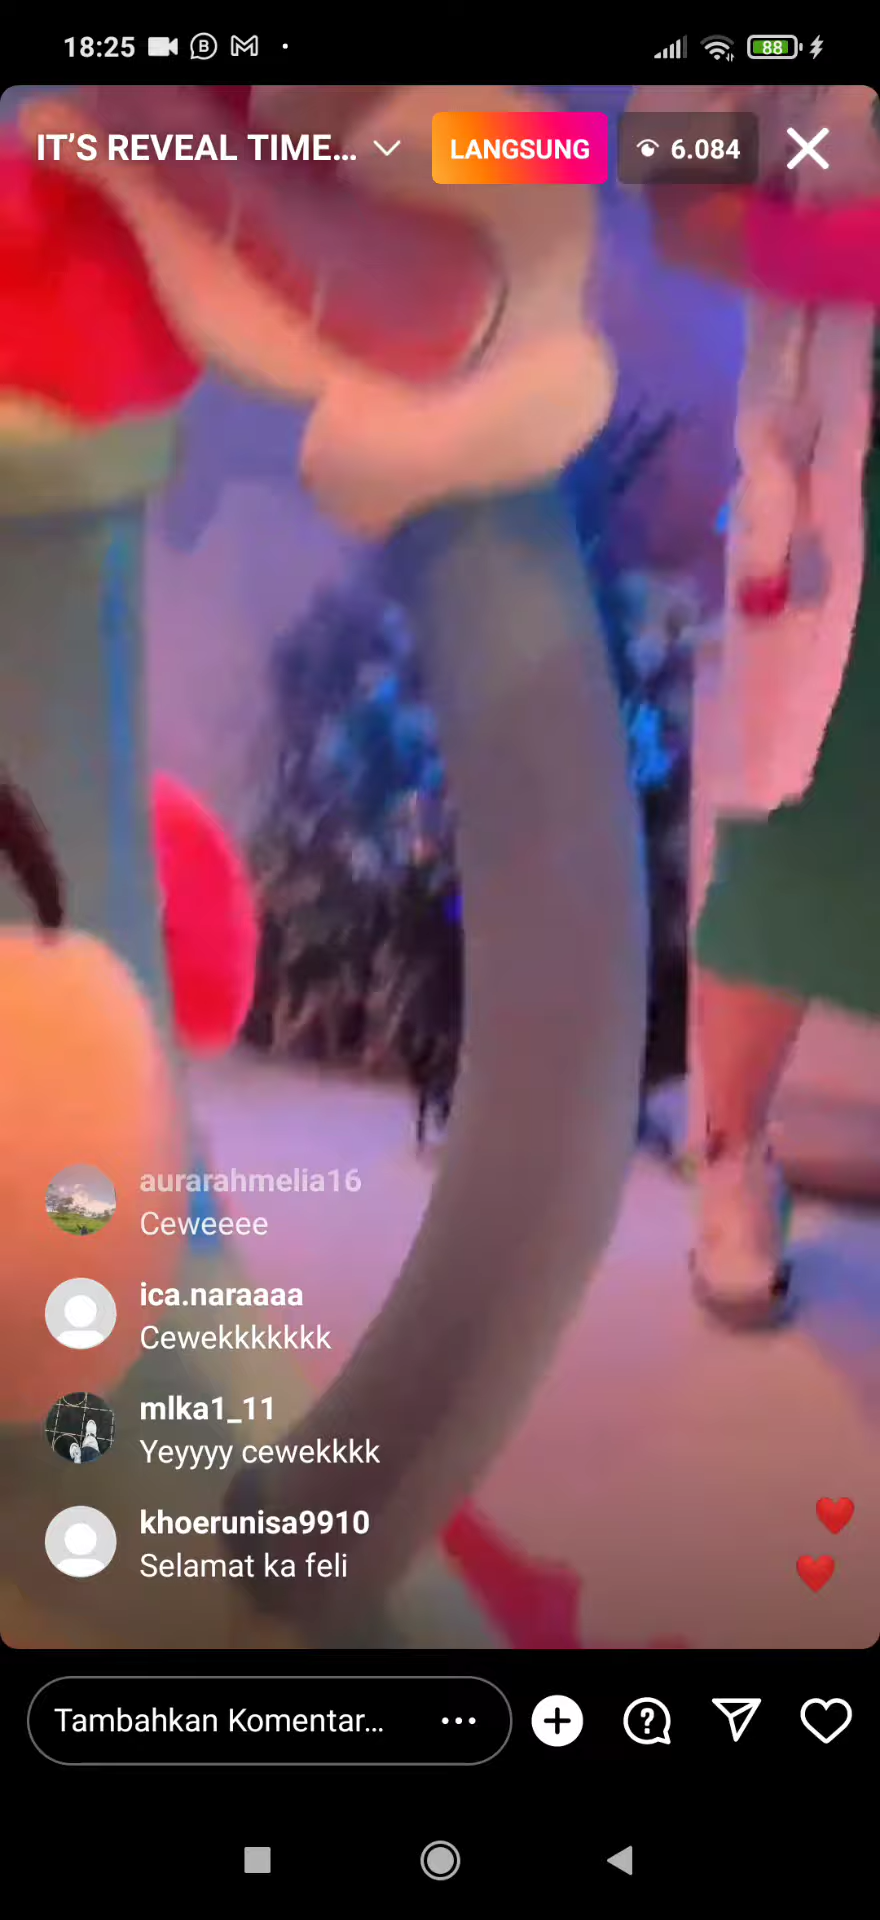 18:25
88
IT'S REVEAL TIME...
LANGSUNG
6.084
aurarahmelia16
Ceweeee
ica.naraaaa
Cewekkkkkkk
mlka1_11
Yeyyyy cewekkkk
khoerunisa9910
Selamat ka feli
Tambahkan Komentar...